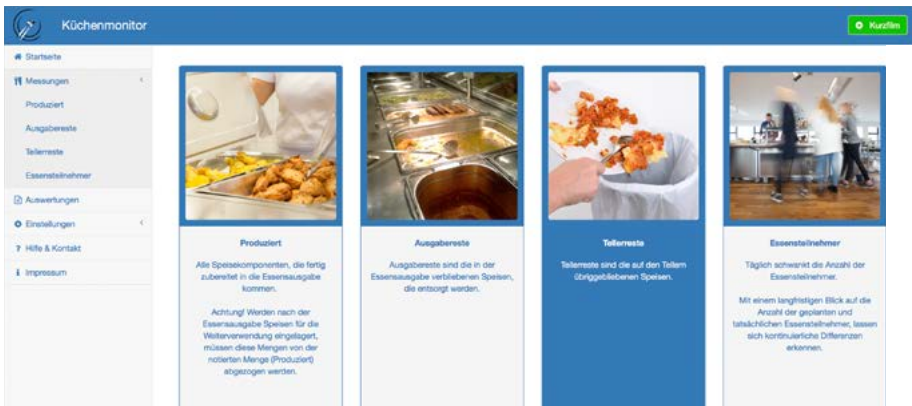 Küchenmonitor
Kurzfilm
Startseite
Messungen
Produziert
Ausgabereste
Tellerreste
Essensteilnehmer
Auswertungen
Einstellungen
? Hilfe & Kontakt
i Impressum
Produziert
Alle Speisekomponenten, die fertig
zubereitet in die Essensausgabe
kommen.
Achtung! Werden nach der
Essensausgabe Speisen für die
Weiterverwendung eingelagert,
müssen diese Mengen von der
notierten Menge (Produziert)
abgezogen werden.
Ausgabereste
Ausgabereste sind die in der
Essensausgabe verbliebenen Speisen,
die entsorgt werden.
Tellerreste
Tellerreste sind die auf den Tellern
übriggebliebenen Speisen.
Essensteilnehmer
Täglich schwankt die Anzahl der
Essensteilnehmer.
Mit einem langfristigen Blick auf die
Anzahl der geplanten und
tatsächlichen Essensteilnehmer, lassen
sich kontinuierliche Differenzen
erkennen.